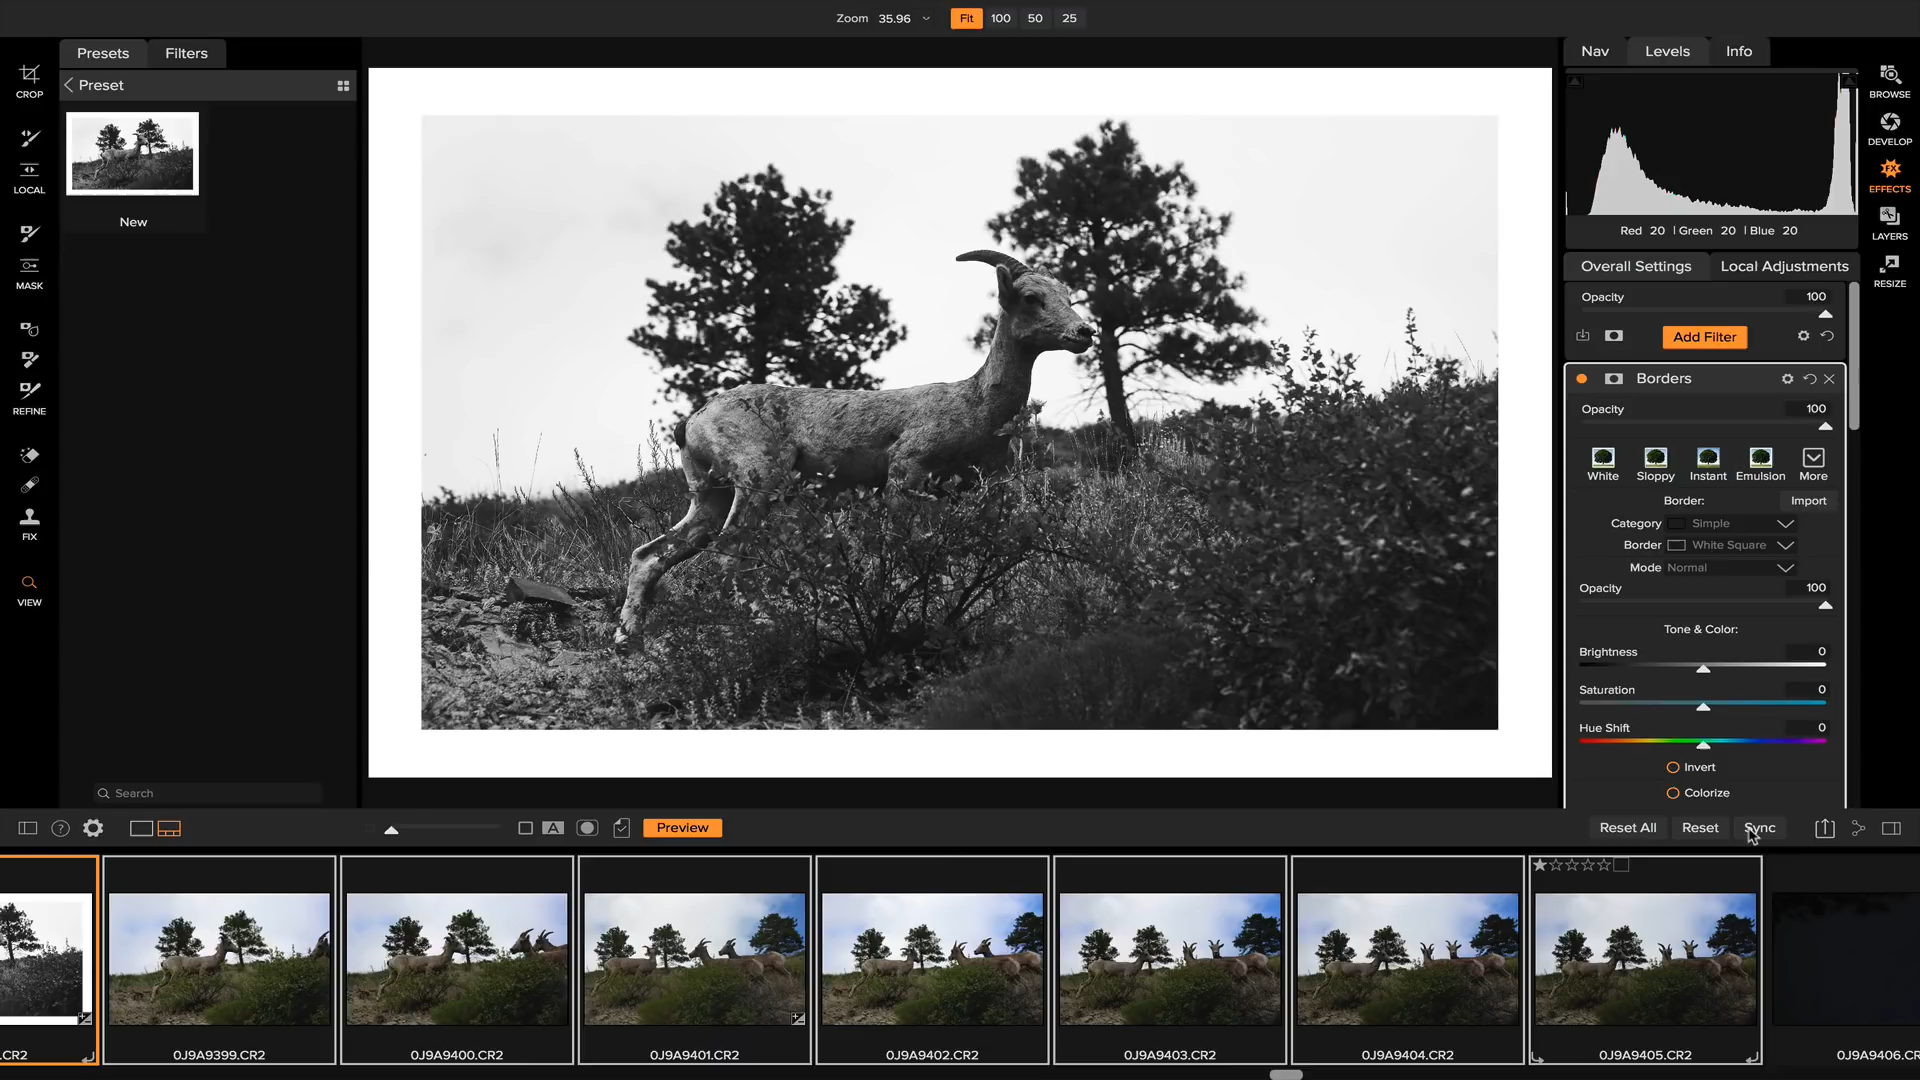 Zoom 35.96 Fit 100 50 25
Presets Filters
Nav Levels Info
CROP
Preset
BROWSE
DEVELOP
LOCAL
EFFECTS
New
Red 20 | Green 20 | Blue 20
LAYERS
Overall Settings Local Adjustments
MASK
RESIZE
Opacity 100
Add Filter
Borders
REFINE
Opacity 100
White Sloppy Instant Emulsion More
Border: Import
Category Simple
FIX
Border White Square
Mode Normal
Opacity 100
VIEW
Tone & Color:
Brightness 0
Saturation 0
Hue Shift 0
Invert
Search
Colorize
? A Preview Reset All Reset Sync
.CR2 0J9A9399.CR2 0J9A9400.CR2 0J9A9401.CR2 0J9A9402.CR2 0J9A9403.CR2 0J9A9404.CR2 0J9A9405.CR2 0J9A9406.CR